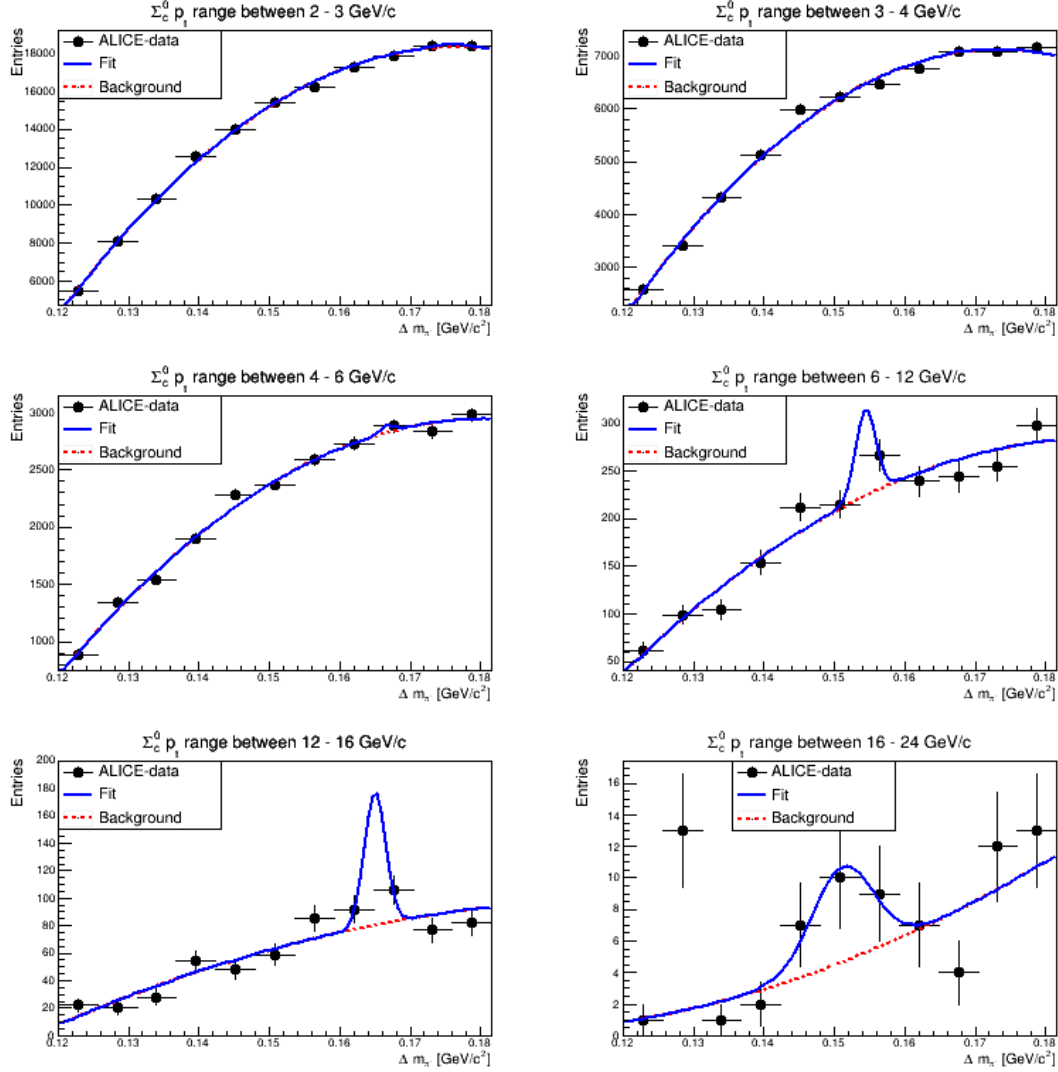 Σc⁰ pt range between 2 - 3 GeV/c
Entries
ALICE-data
Fit
Background
18000
16000
14000
12000
10000
8000
6000
0.12 0.13 0.14 0.15 0.16 0.17 0.18
Δ mπ- [GeV/c²]
Σc⁰ pt range between 3 - 4 GeV/c
Entries
ALICE-data
Fit
Background
7000
6000
5000
4000
3000
0.12 0.13 0.14 0.15 0.16 0.17 0.18
Δ mπ- [GeV/c²]
Σc⁰ pt range between 4 - 6 GeV/c
Entries
ALICE-data
Fit
Background
3000
2500
2000
1500
1000
0.12 0.13 0.14 0.15 0.16 0.17 0.18
Δ mπ- [GeV/c²]
Σc⁰ pt range between 6 - 12 GeV/c
Entries
ALICE-data
Fit
Background
300
250
200
150
100
50
0.12 0.13 0.14 0.15 0.16 0.17 0.18
Δ mπ- [GeV/c²]
Σc⁰ pt range between 12 - 16 GeV/c
Entries
ALICE-data
Fit
Background
200
180
160
140
120
100
80
60
40
20
0
0.12 0.13 0.14 0.15 0.16 0.17 0.18
Δ mπ- [GeV/c²]
Σc⁰ pt range between 16 - 24 GeV/c
Entries
ALICE-data
Fit
Background
16
14
12
10
8
6
4
2
0
0.12 0.13 0.14 0.15 0.16 0.17 0.18
Δ mπ- [GeV/c²]